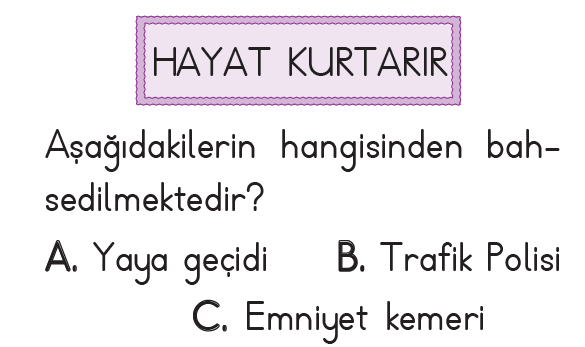 HAYAT KURTARIR
Aşağıdakilerin hangisinden bah-
sedilmektedir?
A. Yaya geçidi B. Trafik Polisi
C. Emniyet kemeri